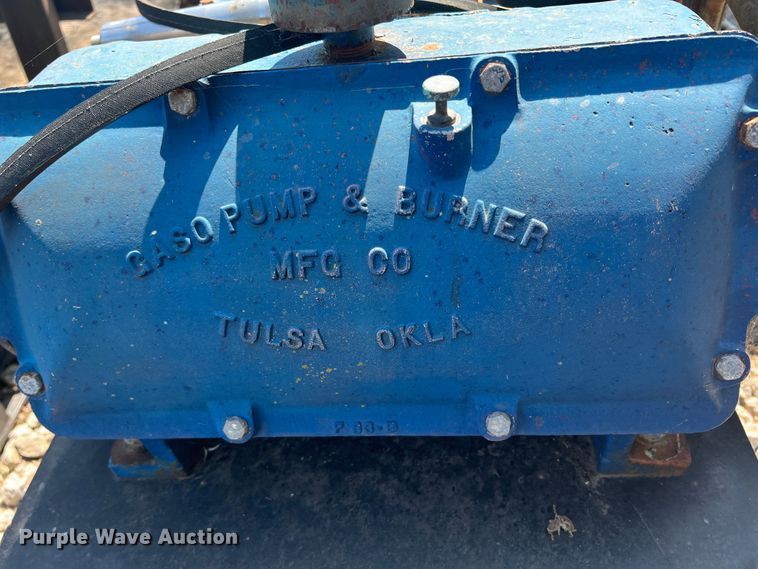 GASO PUMP & BURNER
MFG CO
TULSA OKLA
Purple Wave Auction